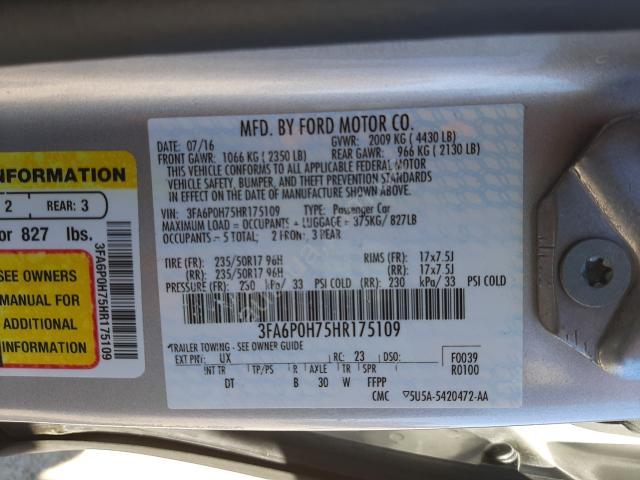 MFD. BY FORD MOTOR CO.
DATE: 07/16 GVWR: 2009 KG (4430 LB)
FRONT GAWR: 1066 KG (2350 LB) REAR GAWR: 966 KG (2130 LB)
THIS VEHICLE CONFORMS TO ALL APPLICABLE FEDERAL MOTOR
VEHICLE SAFETY, BUMPER, AND THEFT PREVENTION STANDARDS
IN EFFECT ON THE DATE OF MANUFACTURE SHOWN ABOVE.
VIN: 3FA6P0H75HR175109 TYPE: Passenger Car
MAXIMUM LOAD = OCCUPANTS + LUGGAGE = 375KG/ 827LB
OCCUPANTS = 5 TOTAL; 2 FRONT; 3 REAR
TIRE (FR): 235/50R17 96H RIMS (FR): 17x7.5J
(RR): 235/50R17 96H (RR): 17x7.5J
PRESSURE (FR): kPA/ 33 PSI COLD (RR): 230 kPA/ 33 PSI COLD
3FA6P0H75HR175109
TRAILER TOWING - SEE OWNER GUIDE
EXT PNT: UX RC: 23 DSO: F0039
R0100
INT TR TP/PS R AXLE TR SPR
DT B 30 W FFPP
CMC 5U5A-5420472-AA
INFORMATION
2 REAR: 3
or 827 lbs.
SEE OWNERS
MANUAL FOR
ADDITIONAL
INFORMATION
3FA6P0H75HR175109